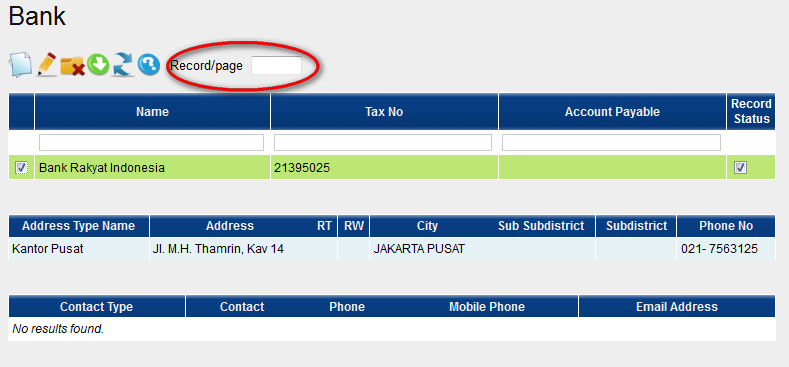 Bank
Record/page
Name Tax No Account Payable Record Status
Bank Rakyat Indonesia 21395025
Address Type Name Address RT RW City Sub Subdistrict Subdistrict Phone No
Kantor Pusat Jl. M.H. Thamrin, Kav 14 JAKARTA PUSAT 021- 7563125
Contact Type Contact Phone Mobile Phone Email Address
No results found.